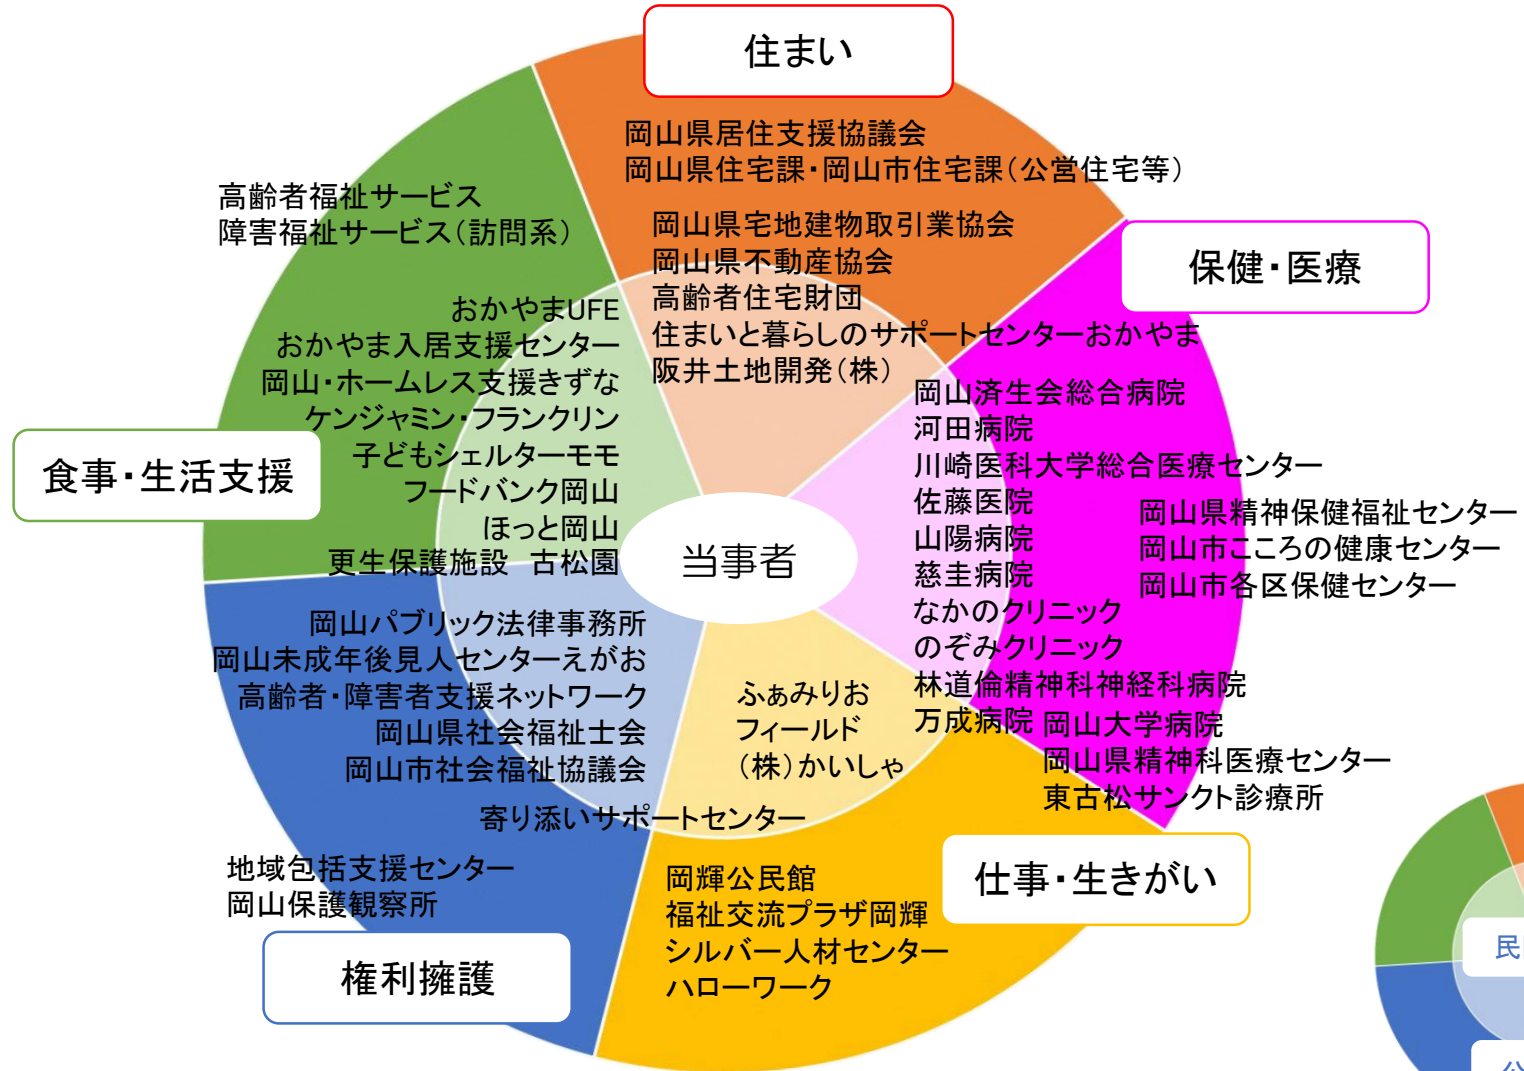 住まい
岡山県居住支援協議会
岡山県住宅課・岡山市住宅課（公営住宅等）
岡山県宅地建物取引業協会
岡山県不動産協会
高齢者住宅財団
住まいと暮らしのサポートセンターおかやま
阪井土地開発（株）
保健・医療
岡山済生会総合病院
河田病院
川崎医科大学総合医療センター
佐藤医院
山陽病院
慈圭病院
なかのクリニック
のぞみクリニック
林道倫精神科神経科病院
万成病院
岡山県精神保健福祉センター
岡山市こころの健康センター
岡山市各区保健センター
岡山大学病院
岡山県精神科医療センター
東古松サンクト診療所
高齢者福祉サービス
障害福祉サービス（訪問系）
おかやまUFE
おかやま入居支援センター
岡山・ホームレス支援きずな
ケンジャミン・フランクリン
子どもシェルターモモ
フードバンク岡山
ほっと岡山
更生保護施設 古松園
食事・生活支援
当事者
岡山パブリック法律事務所
岡山未成年後見人センターえがお
高齢者・障害者支援ネットワーク
岡山県社会福祉士会
岡山市社会福祉協議会
寄り添いサポートセンター
地域包括支援センター
岡山保護観察所
権利擁護
ふぁみりお
フィールド
（株）かいしゃ
岡輝公民館
福祉交流プラザ岡輝
シルバー人材センター
ハローワーク
仕事・生きがい
民